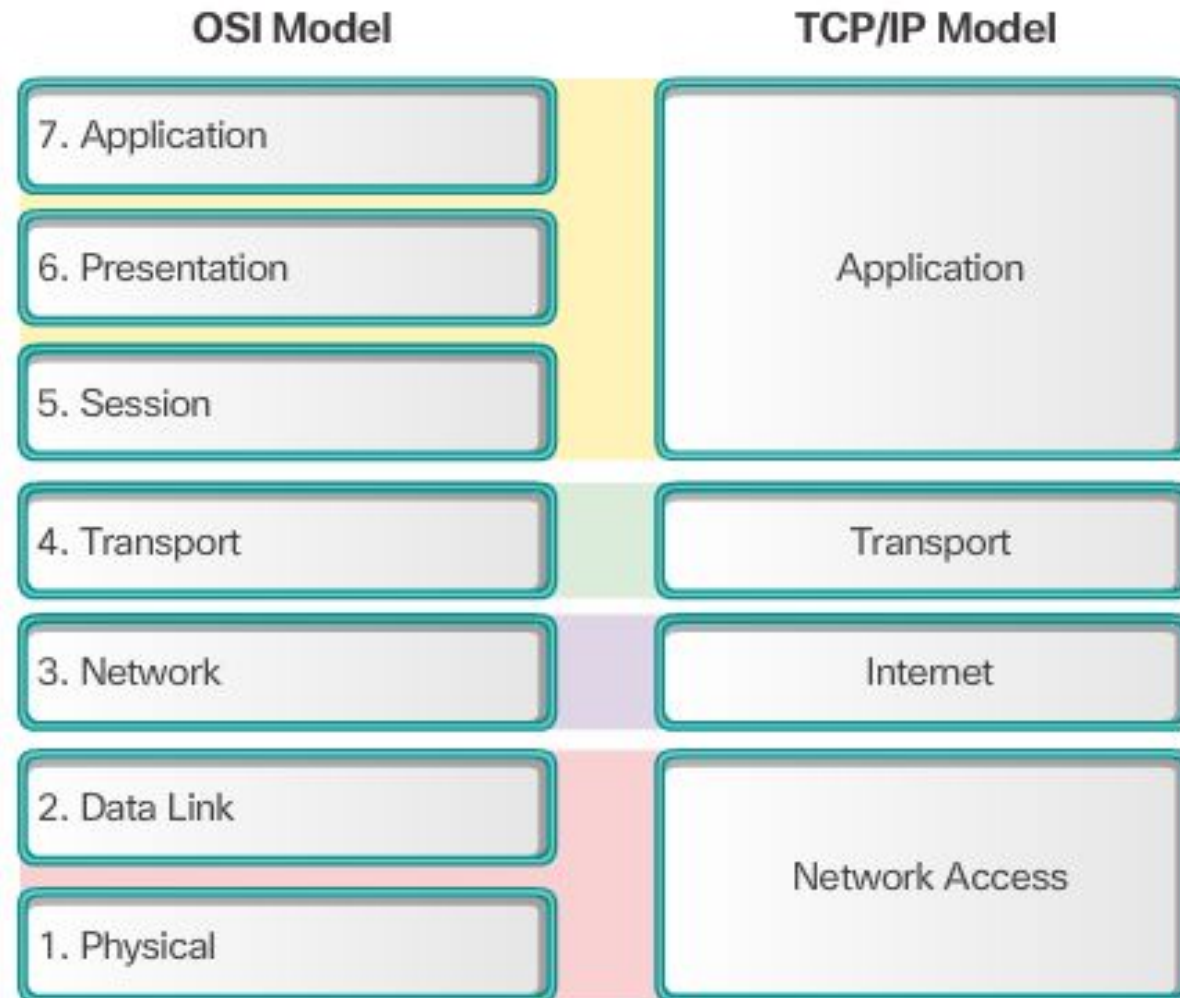 OSI Model
TCP/IP Model
7. Application
6. Presentation
5. Session
4. Transport
3. Network
2. Data Link
1. Physical
Application
Transport
Internet
Network Access